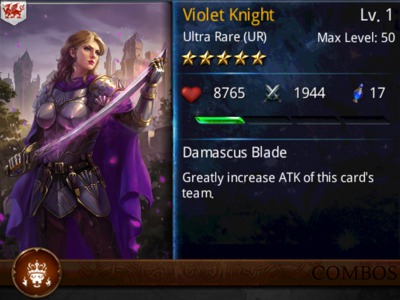 Violet Knight Lv. 1
Ultra Rare (UR) Max Level: 50
8765 1944 17
Damascus Blade
Greatly increase ATK of this card's
team.
COMBOS